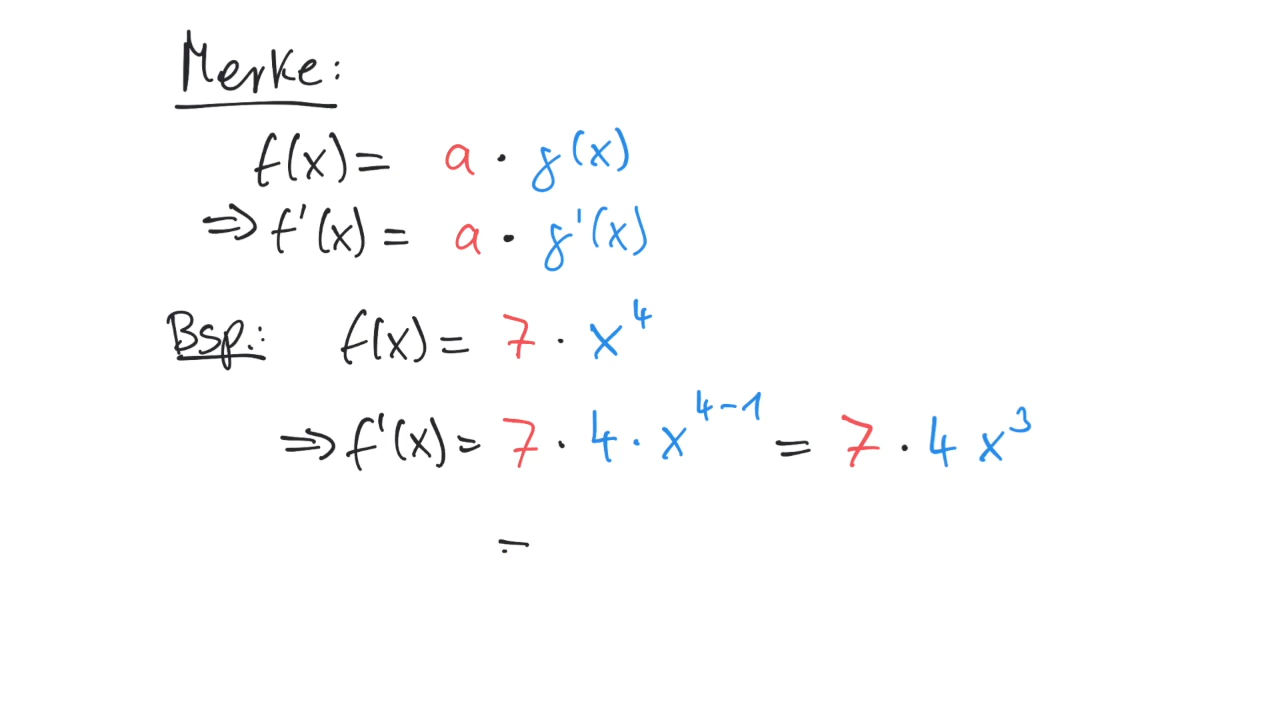 Merke:
f(x) = a · g(x)
⇒ f'(x) = a · g'(x)
Bsp.: f(x) = 7 · x⁴
⇒ f'(x) = 7 · 4 · x⁴⁻¹ = 7 · 4 x³
=